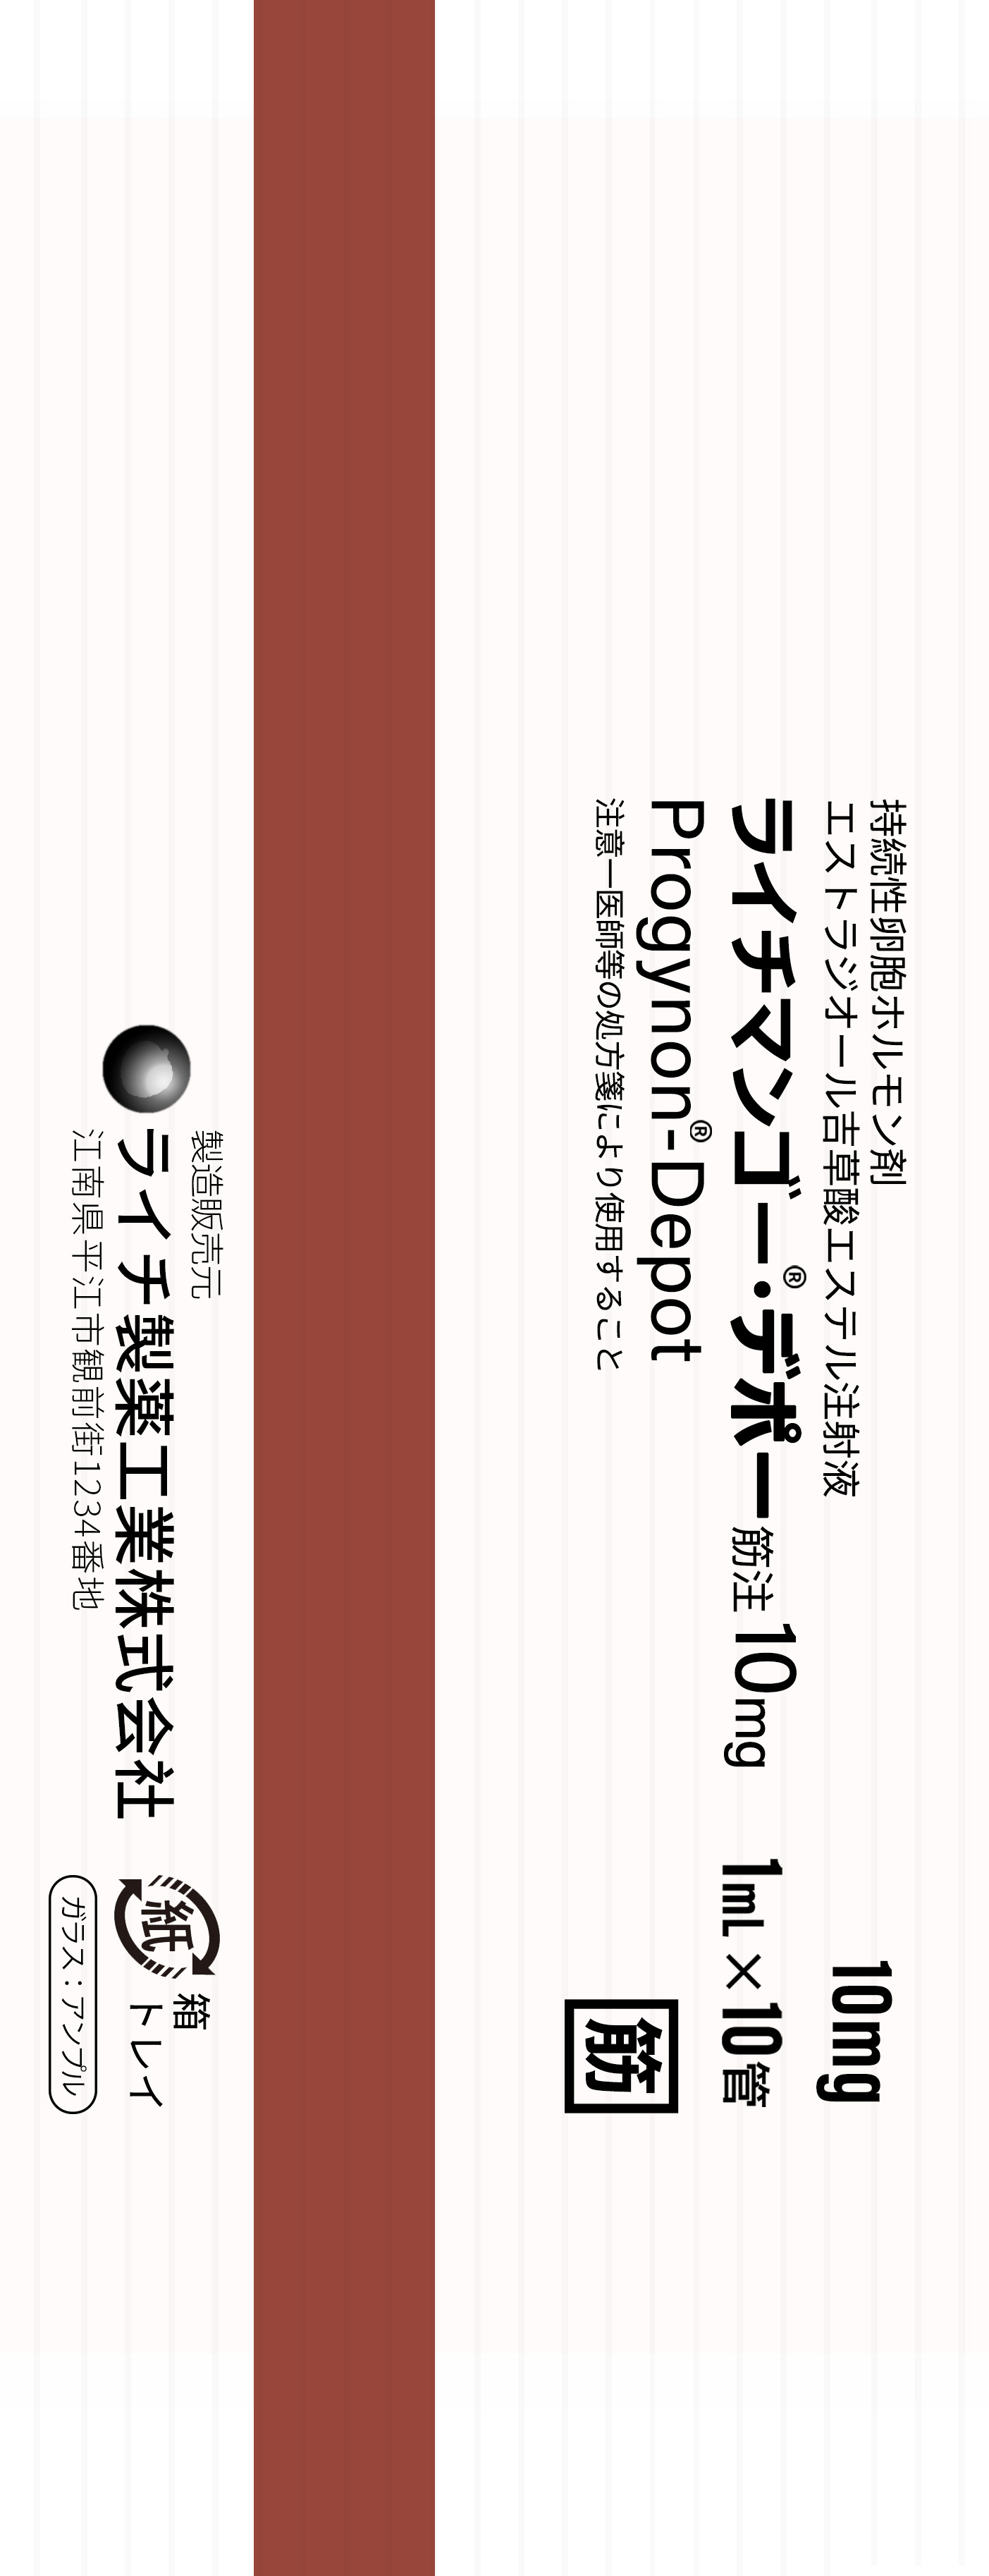 持続性卵胞ホルモン剤
エストラジオール吉草酸エステル注射液
ライチマンゴー®・デポー筋注10mg
Progynon®-Depot
注意―医師等の処方箋により使用すること
10mg
1mL×10管
筋
製造販売元
ライチ製薬工業株式会社
江南県平江市観前街1234番地
紙
箱
トレイ
ガラス：アンプル